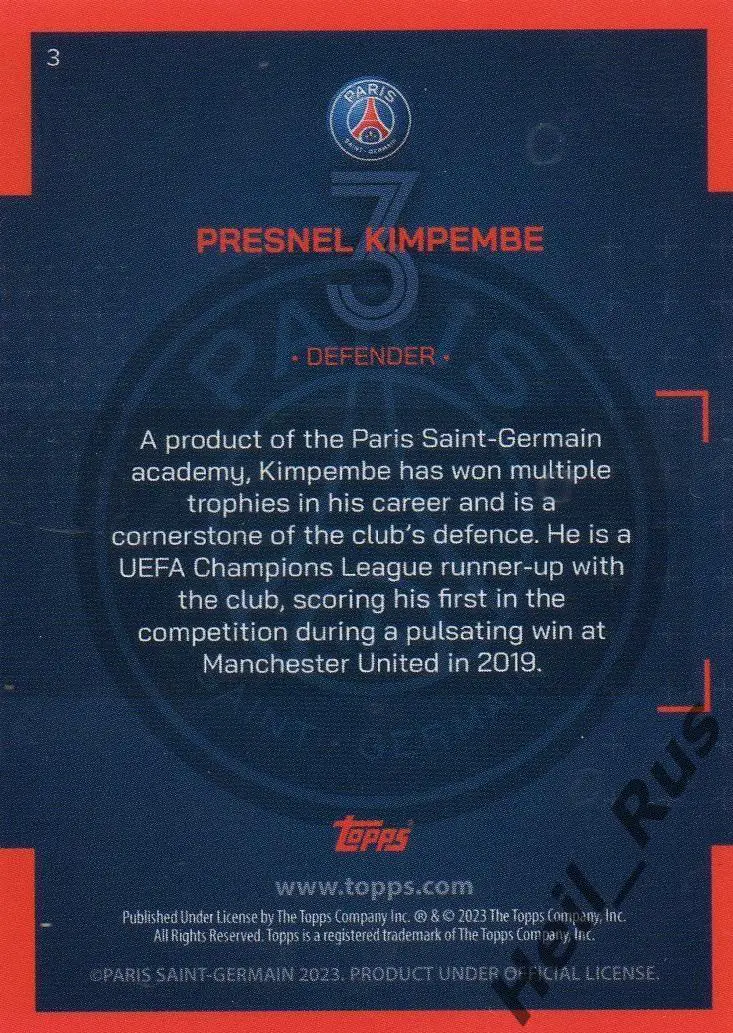 3
PARIS
SAINT-GERMAIN
3
PRESNEL KIMPEMBE
• DEFENDER •
PARIS
A product of the Paris Saint-Germain
academy, Kimpembe has won multiple
trophies in his career and is a
cornerstone of the club's defence. He is a
UEFA Champions League runner-up with
the club, scoring his first in the
competition during a pulsating win at
Manchester United in 2019.
SAINT-GERMAIN
Topps
www.topps.com
Published Under License by The Topps Company Inc. ® & © 2023 The Topps Company, Inc.
All Rights Reserved. Topps is a registered trademark of The Topps Company, Inc.
©PARIS SAINT-GERMAIN 2023. PRODUCT UNDER OFFICIAL LICENSE.
Heil_Rus